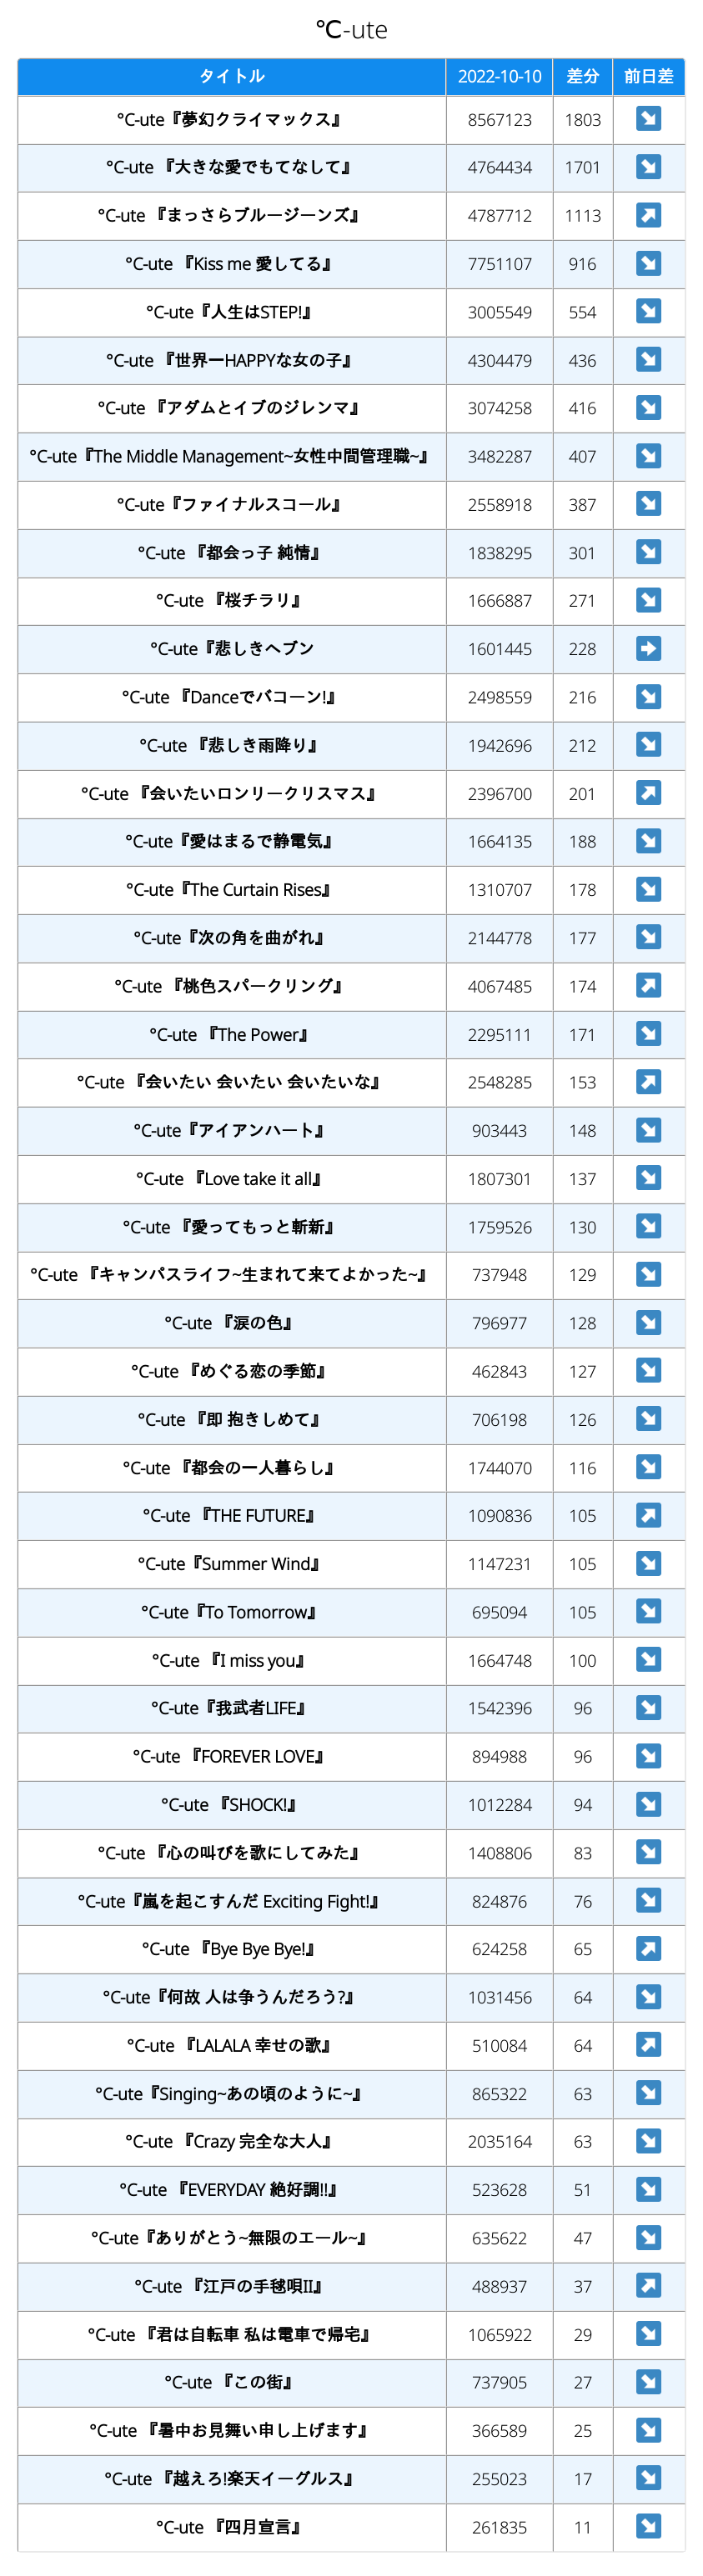 ℃-ute
タイトル 2022-10-10 差分 前日差
°C-ute『夢幻クライマックス』 8567123 1803 ↘
°C-ute 『大きな愛でもてなして』 4764434 1701 ↘
°C-ute 『まっさらブルージーンズ』 4787712 1113 ↗
°C-ute 『Kiss me 愛してる』 7751107 916 ↘
°C-ute『人生はSTEP!』 3005549 554 ↘
°C-ute 『世界一HAPPYな女の子』 4304479 436 ↘
°C-ute 『アダムとイブのジレンマ』 3074258 416 ↘
°C-ute『The Middle Management~女性中間管理職~』 3482287 407 ↘
°C-ute『ファイナルスコール』 2558918 387 ↘
°C-ute 『都会っ子 純情』 1838295 301 ↘
°C-ute 『桜チラリ』 1666887 271 ↘
°C-ute『悲しきヘブン 1601445 228 ➡
°C-ute 『Danceでバコーン!』 2498559 216 ↘
°C-ute 『悲しき雨降り』 1942696 212 ↘
°C-ute 『会いたいロンリークリスマス』 2396700 201 ↗
°C-ute『愛はまるで静電気』 1664135 188 ↘
°C-ute『The Curtain Rises』 1310707 178 ↘
°C-ute『次の角を曲がれ』 2144778 177 ↘
°C-ute 『桃色スパークリング』 4067485 174 ↗
°C-ute 『The Power』 2295111 171 ↘
°C-ute 『会いたい 会いたい 会いたいな』 2548285 153 ↗
°C-ute『アイアンハート』 903443 148 ↘
°C-ute 『Love take it all』 1807301 137 ↘
°C-ute 『愛ってもっと斬新』 1759526 130 ↘
°C-ute 『キャンパスライフ~生まれて来てよかった~』 737948 129 ↘
°C-ute 『涙の色』 796977 128 ↘
°C-ute 『めぐる恋の季節』 462843 127 ↘
°C-ute 『即 抱きしめて』 706198 126 ↘
°C-ute 『都会の一人暮らし』 1744070 116 ↘
°C-ute 『THE FUTURE』 1090836 105 ↗
°C-ute『Summer Wind』 1147231 105 ↘
°C-ute『To Tomorrow』 695094 105 ↘
°C-ute 『I miss you』 1664748 100 ↘
°C-ute『我武者LIFE』 1542396 96 ↘
°C-ute 『FOREVER LOVE』 894988 96 ↘
°C-ute 『SHOCK!』 1012284 94 ↘
°C-ute 『心の叫びを歌にしてみた』 1408806 83 ↘
°C-ute『嵐を起こすんだ Exciting Fight!』 824876 76 ↘
°C-ute 『Bye Bye Bye!』 624258 65 ↗
°C-ute『何故 人は争うんだろう?』 1031456 64 ↘
°C-ute 『LALALA 幸せの歌』 510084 64 ↗
°C-ute『Singing~あの頃のように~』 865322 63 ↘
°C-ute 『Crazy 完全な大人』 2035164 63 ↘
°C-ute 『EVERYDAY 絶好調!!』 523628 51 ↘
°C-ute『ありがとう~無限のエール~』 635622 47 ↘
°C-ute 『江戸の手毬唄II』 488937 37 ↗
°C-ute 『君は自転車 私は電車で帰宅』 1065922 29 ↘
°C-ute 『この街』 737905 27 ↘
°C-ute 『暑中お見舞い申し上げます』 366589 25 ↘
°C-ute 『越えろ!楽天イーグルス』 255023 17 ↘
°C-ute 『四月宣言』 261835 11 ↘